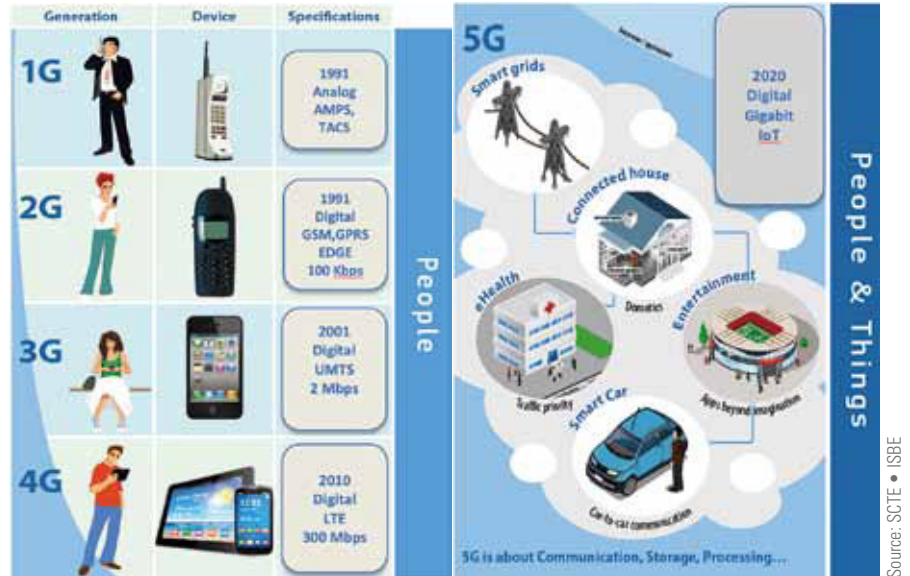 Generation Device Specifications
1G
1991
Analog
AMPS,
TACS
2G
1991
Digital
GSM,GPRS
EDGE
100 Kbps
3G
2001
Digital
UMTS
2 Mbps
4G
2010
Digital
LTE
300 Mbps
People
5G
Smart grids
2020
Digital
Gigabit
IoT
Connected house
Domotics
eHealth
Traffic priority
Entertainment
Apps beyond imagination
Smart Car
Car-to-car communication
5G is about Communication, Storage, Processing...
People & Things
Source: SCTE • ISBE